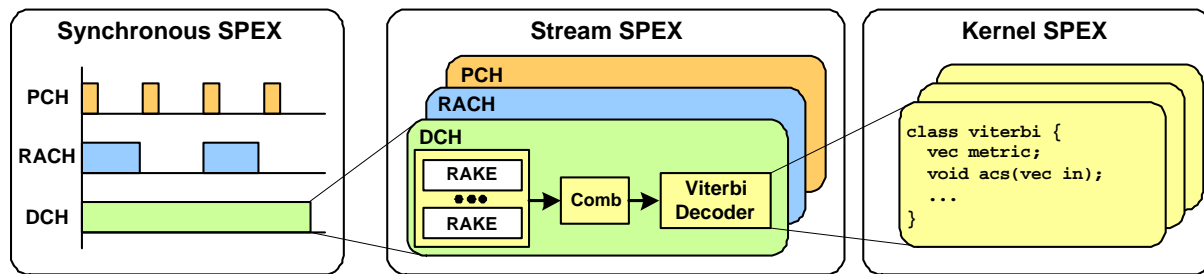 Synchronous SPEX
PCH
RACH
DCH
Stream SPEX
PCH
RACH
DCH
RAKE
RAKE
Comb
Viterbi
Decoder
Kernel SPEX
class viterbi {
vec metric;
void acs(vec in);
...
}